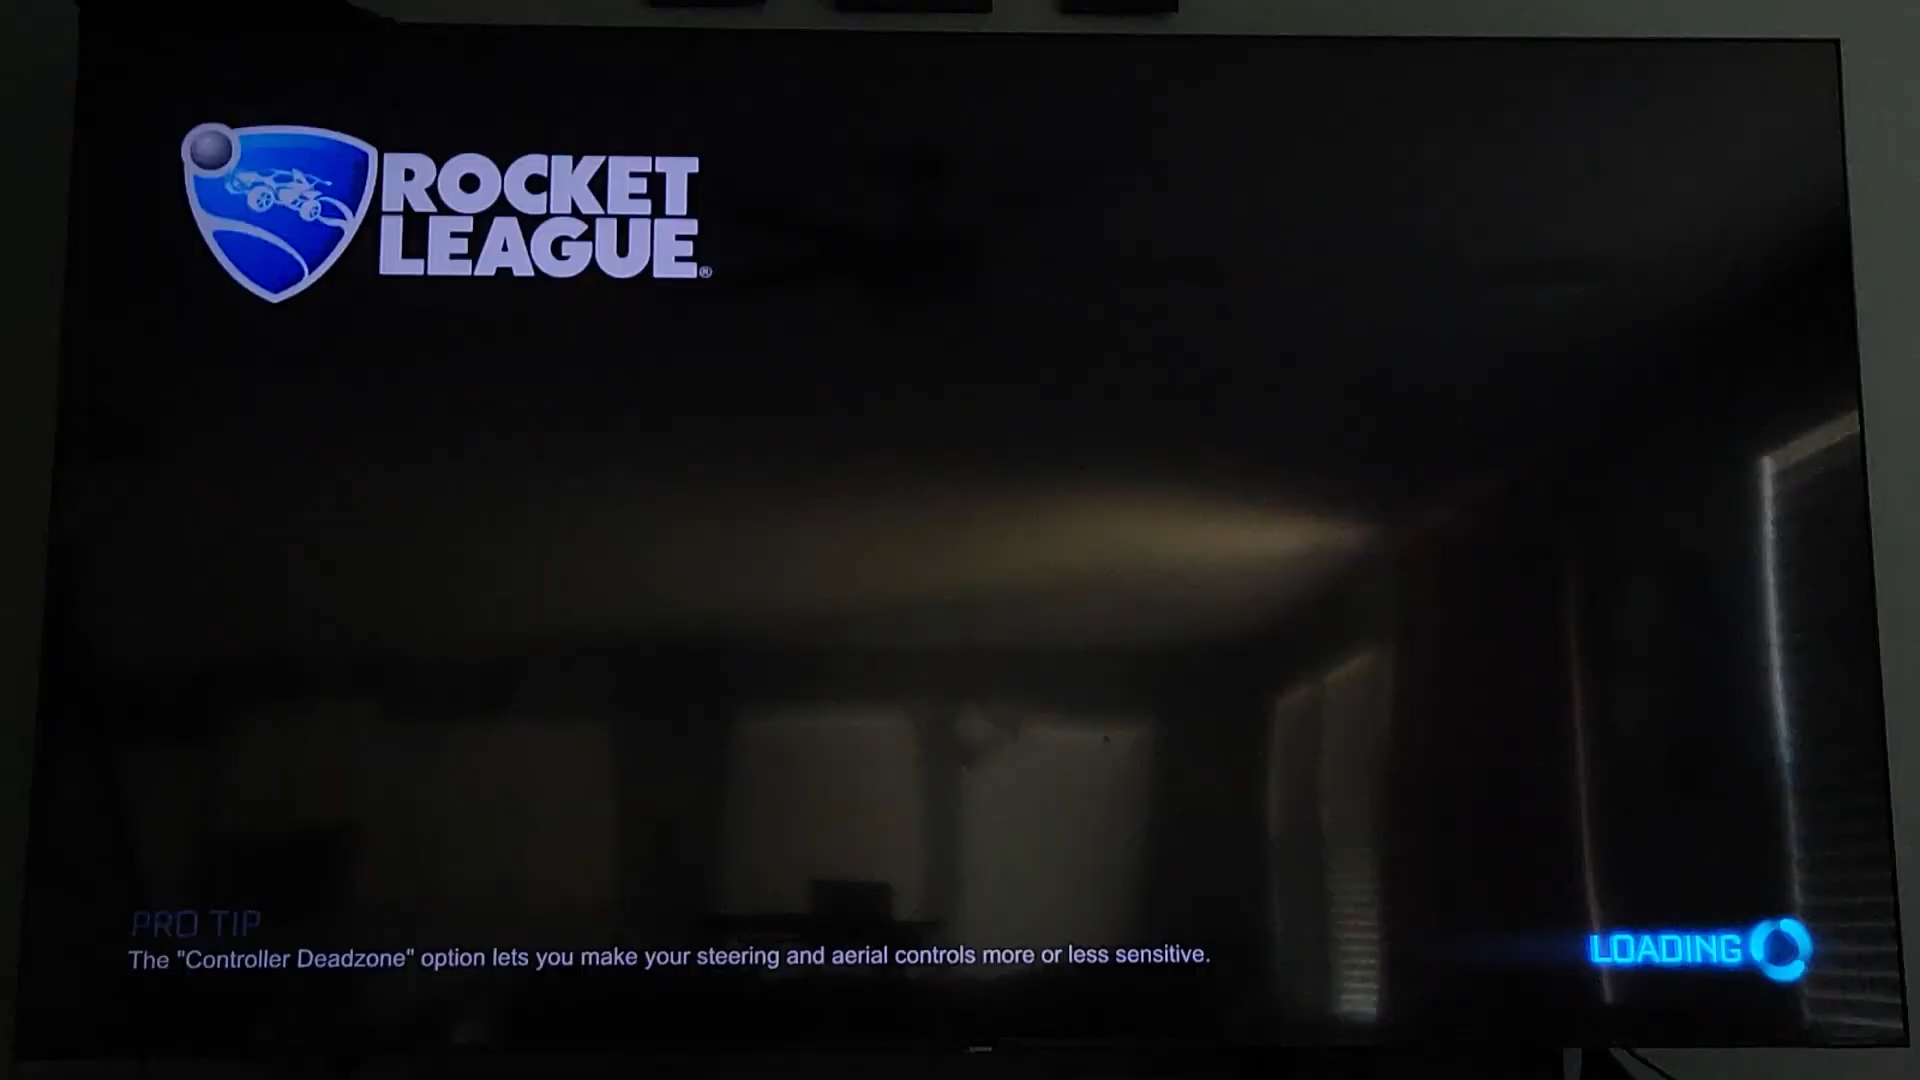 ROCKET
LEAGUE®
PRO TIP
The "Controller Deadzone" option lets you make your steering and aerial controls more or less sensitive.
LOADING